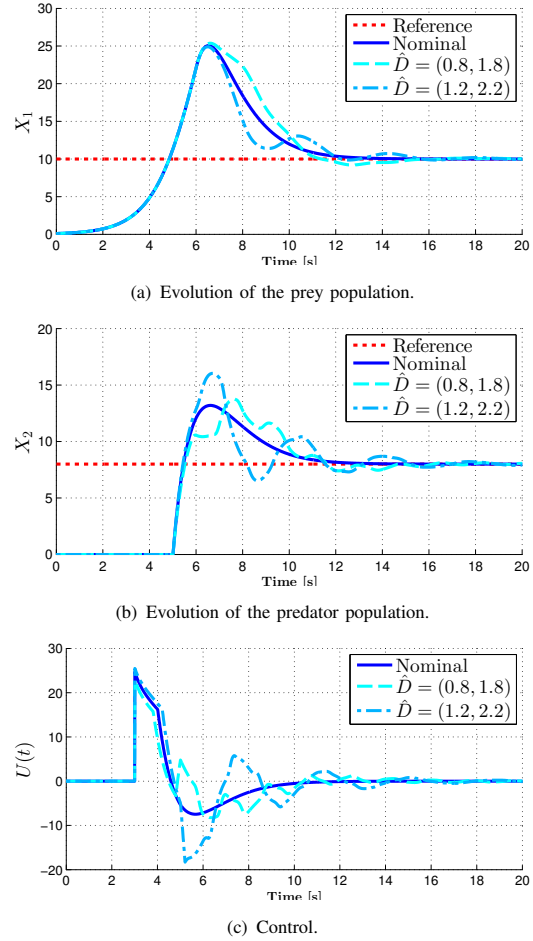 30
25
20
15
10
5
0
X₁
Reference
Nominal
D̂ = (0.8, 1.8)
D̂ = (1.2, 2.2)
0 2 4 6 8 10 12 14 16 18 20
Time [s]
(a) Evolution of the prey population.
20
15
10
5
0
X₂
Reference
Nominal
D̂ = (0.8, 1.8)
D̂ = (1.2, 2.2)
0 2 4 6 8 10 12 14 16 18 20
Time [s]
(b) Evolution of the predator population.
30
20
10
0
−10
−20
U(t)
Nominal
D̂ = (0.8, 1.8)
D̂ = (1.2, 2.2)
0 2 4 6 8 10 12 14 16 18 20
Time [s]
(c) Control.